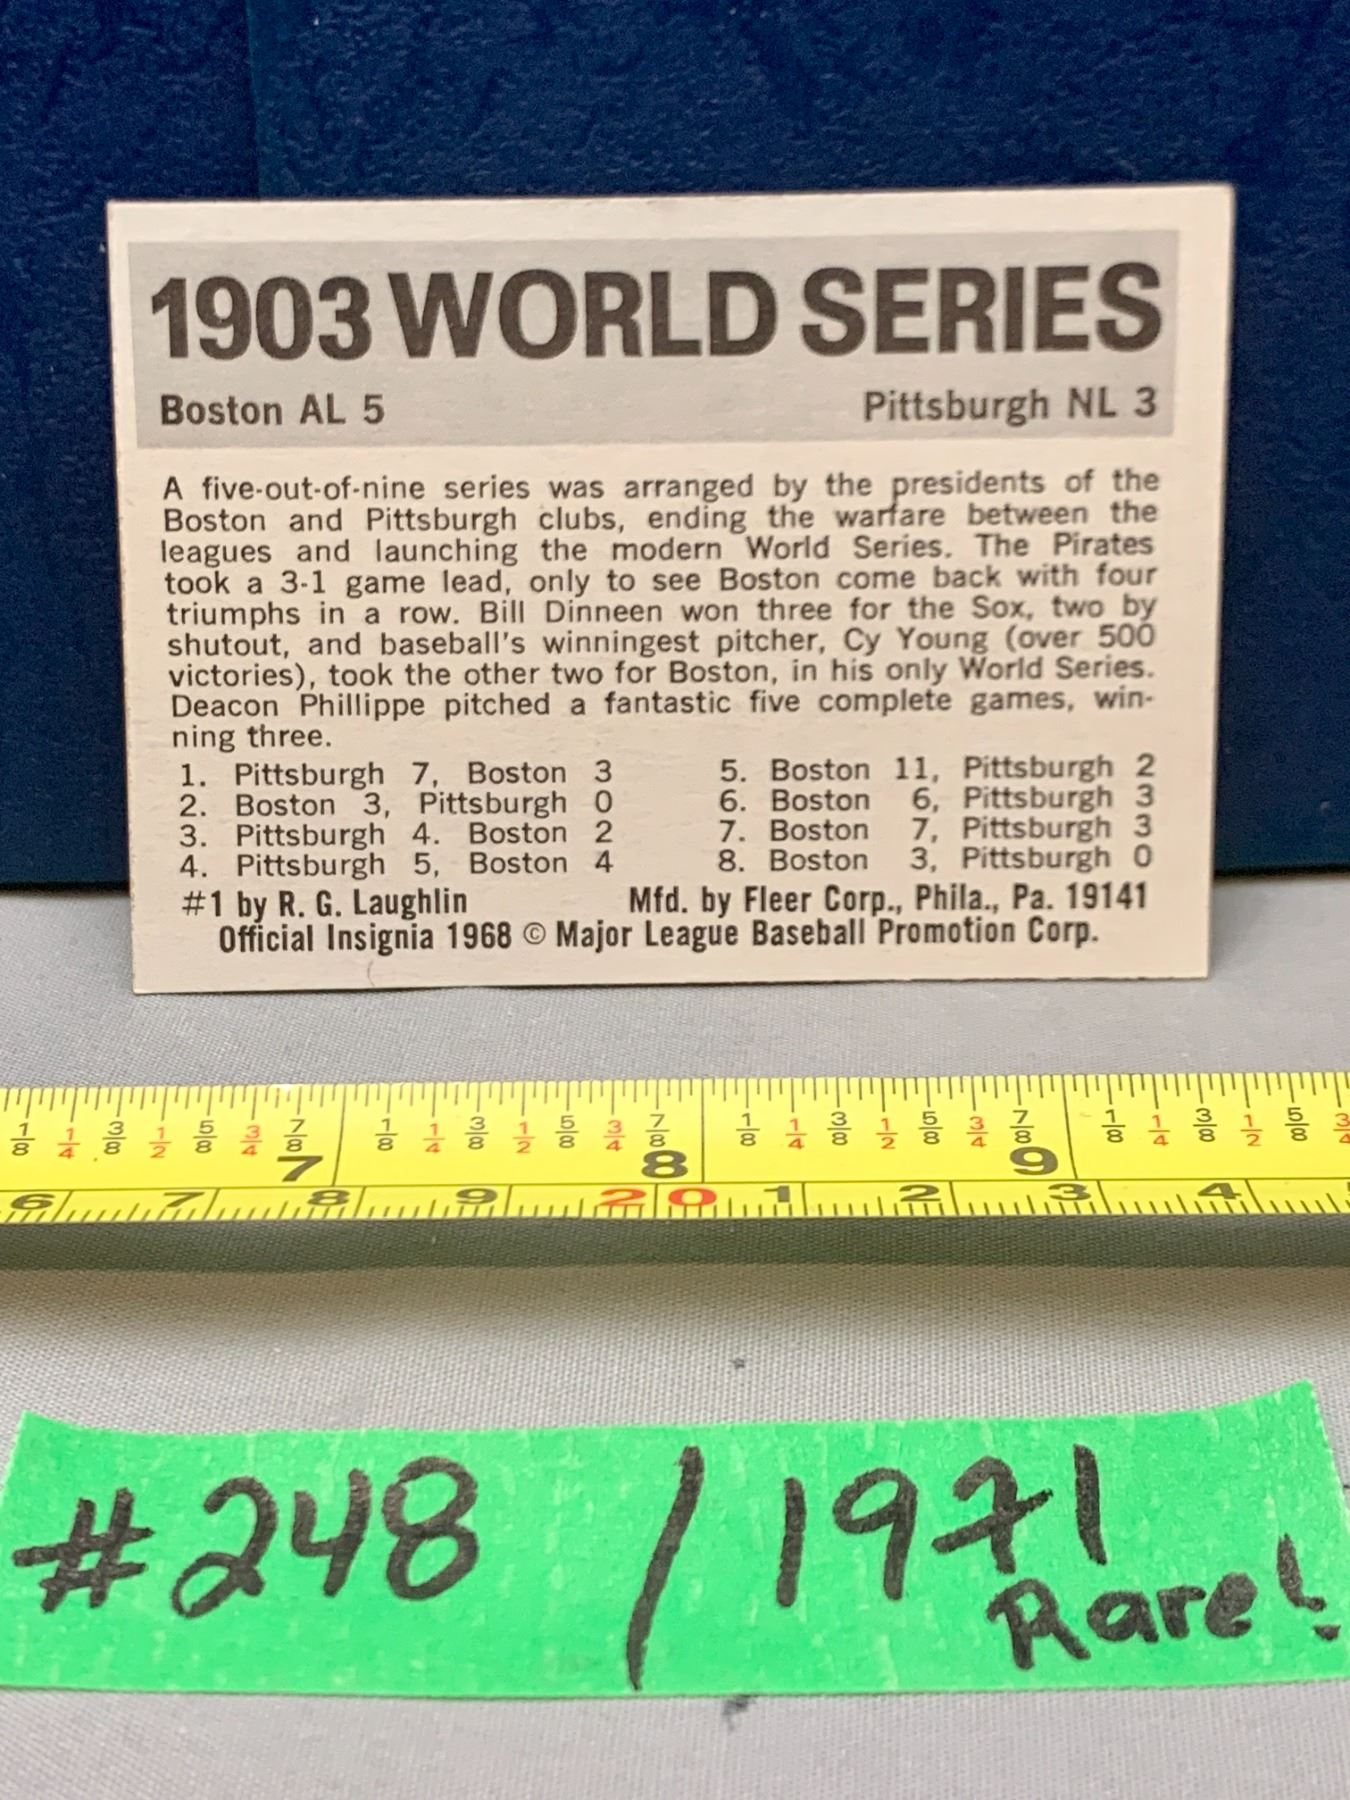 1903 WORLD SERIES
Boston AL 5 Pittsburgh NL 3
A five-out-of-nine series was arranged by the presidents of the
Boston and Pittsburgh clubs, ending the warfare between the
leagues and launching the modern World Series. The Pirates
took a 3-1 game lead, only to see Boston come back with four
triumphs in a row. Bill Dinneen won three for the Sox, two by
shutout, and baseball's winningest pitcher, Cy Young (over 500
victories), took the other two for Boston, in his only World Series.
Deacon Phillippe pitched a fantastic five complete games, win-
ning three.
1. Pittsburgh 7, Boston 3
2. Boston 3, Pittsburgh 0
3. Pittsburgh 4. Boston 2
4. Pittsburgh 5, Boston 4
5. Boston 11, Pittsburgh 2
6. Boston 6, Pittsburgh 3
7. Boston 7, Pittsburgh 3
8. Boston 3, Pittsburgh 0
#1 by R. G. Laughlin Mfd. by Fleer Corp., Phila., Pa. 19141
Official Insignia 1968 © Major League Baseball Promotion Corp.
1/8 1/4 3/8 1/2 5/8 3/4 7/8 7 1/8 1/4 3/8 1/2 5/8 3/4 7/8 8 1/8 1/4 3/8 1/2 5/8 3/4 7/8 9 1/8 1/4 3/8 1/2 5/8 3/4
6 7 8 9 20 1 2 3 4
#248 / 1971
Rare!